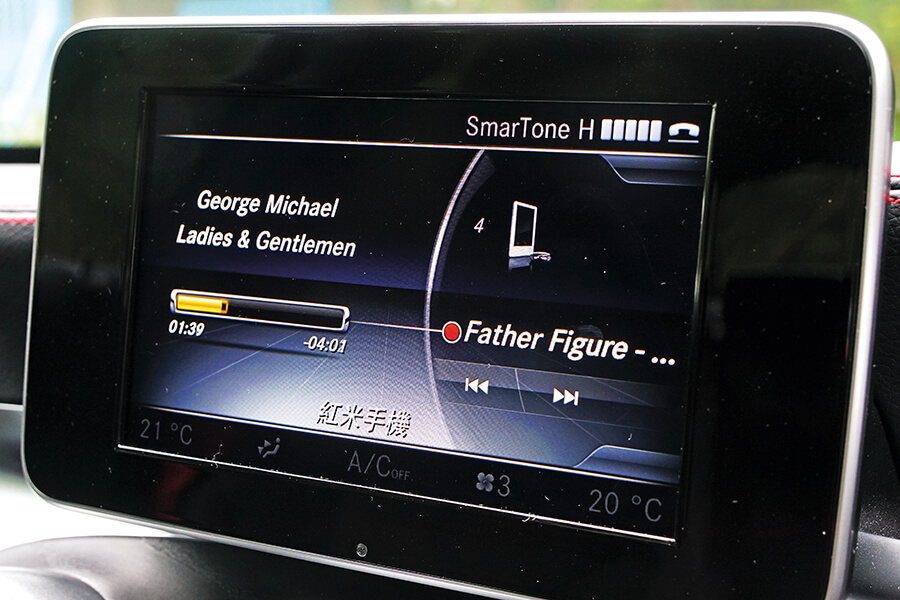 SmarTone H
George Michael
Ladies & Gentlemen
4
01:39
-04:01
Father Figure - ...
紅米手機
21 °C
A/C OFF
3
20 °C